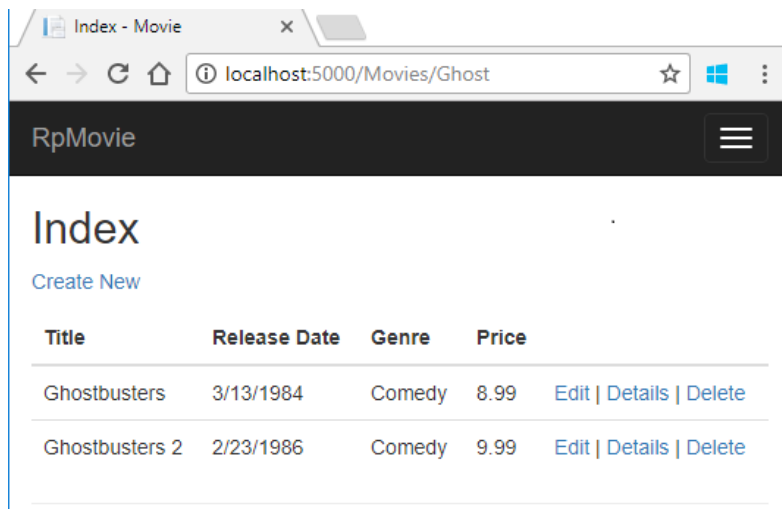 Index - Movie
localhost:5000/Movies/Ghost
RpMovie
Index
Create New
Title Release Date Genre Price
Ghostbusters 3/13/1984 Comedy 8.99 Edit | Details | Delete
Ghostbusters 2 2/23/1986 Comedy 9.99 Edit | Details | Delete